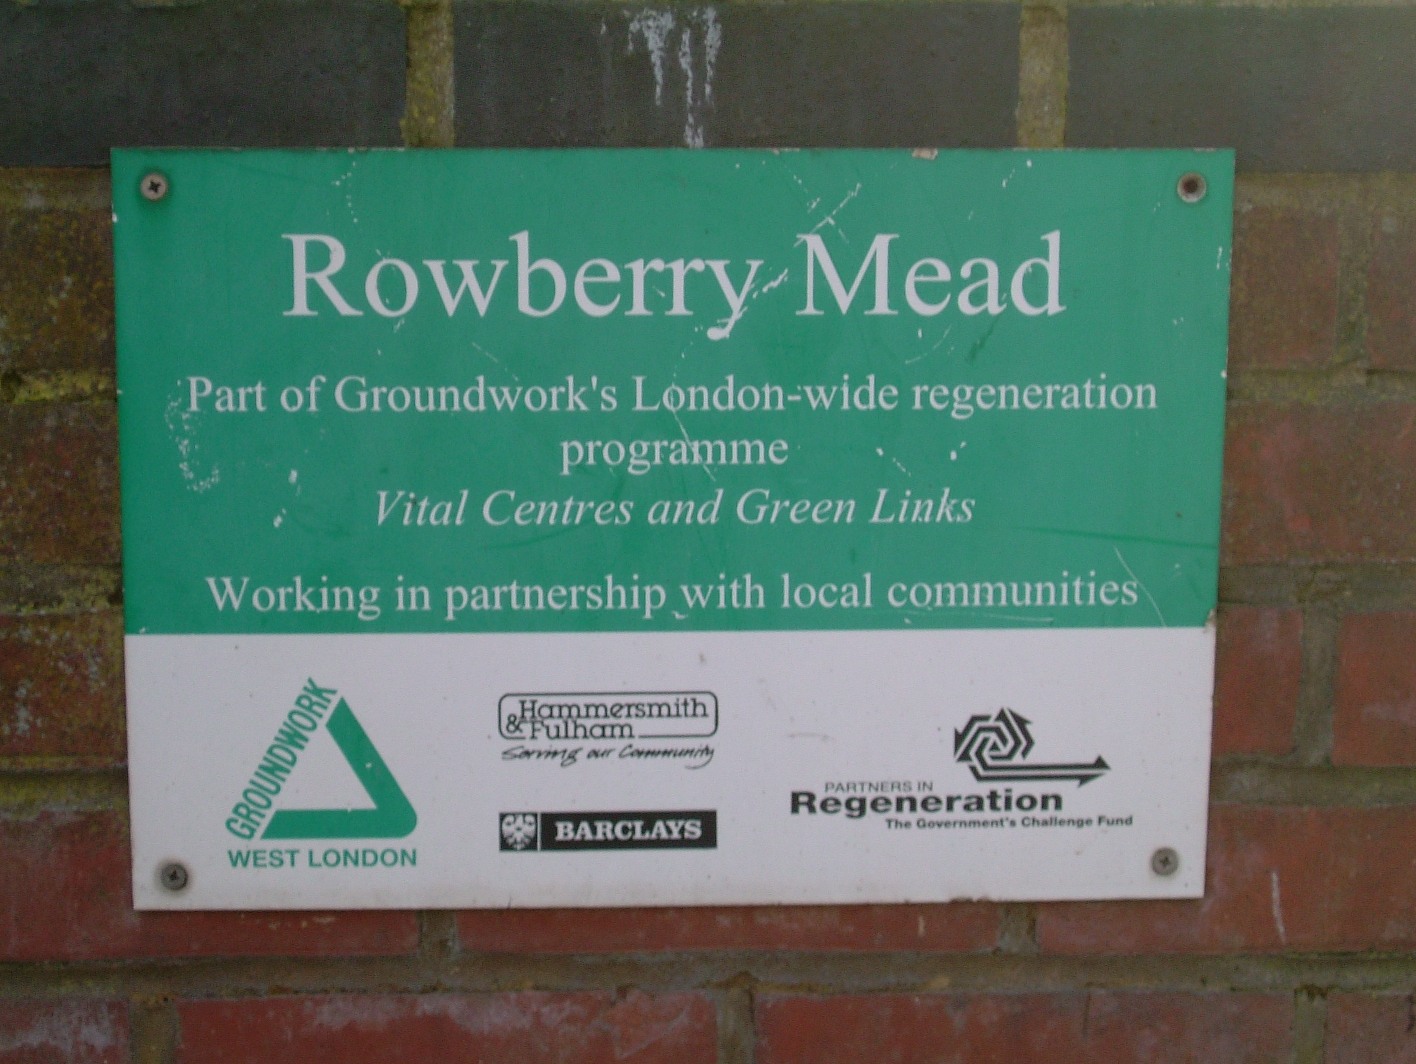 Rowberry Mead
Part of Groundwork's London-wide regeneration
programme
Vital Centres and Green Links
Working in partnership with local communities
GROUNDWORK
WEST LONDON
Hammersmith
& Fulham
Serving our Community
BARCLAYS
PARTNERS IN
Regeneration
The Government's Challenge Fund